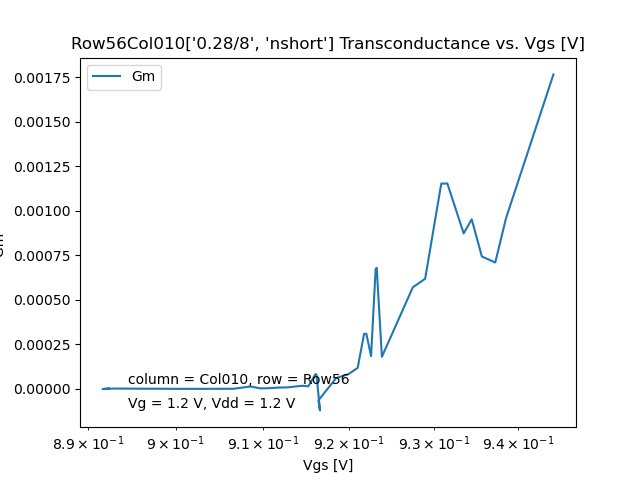 Row56Col010['0.28/8', 'nshort'] Transconductance vs. Vgs [V]
Gm
0.00175
0.00150
0.00125
0.00100
0.00075
0.00050
0.00025
0.00000
column = Col010, row = Row56
Vg = 1.2 V, Vdd = 1.2 V
8.9 × 10⁻¹ 9 × 10⁻¹ 9.1 × 10⁻¹ 9.2 × 10⁻¹ 9.3 × 10⁻¹ 9.4 × 10⁻¹
Vgs [V]